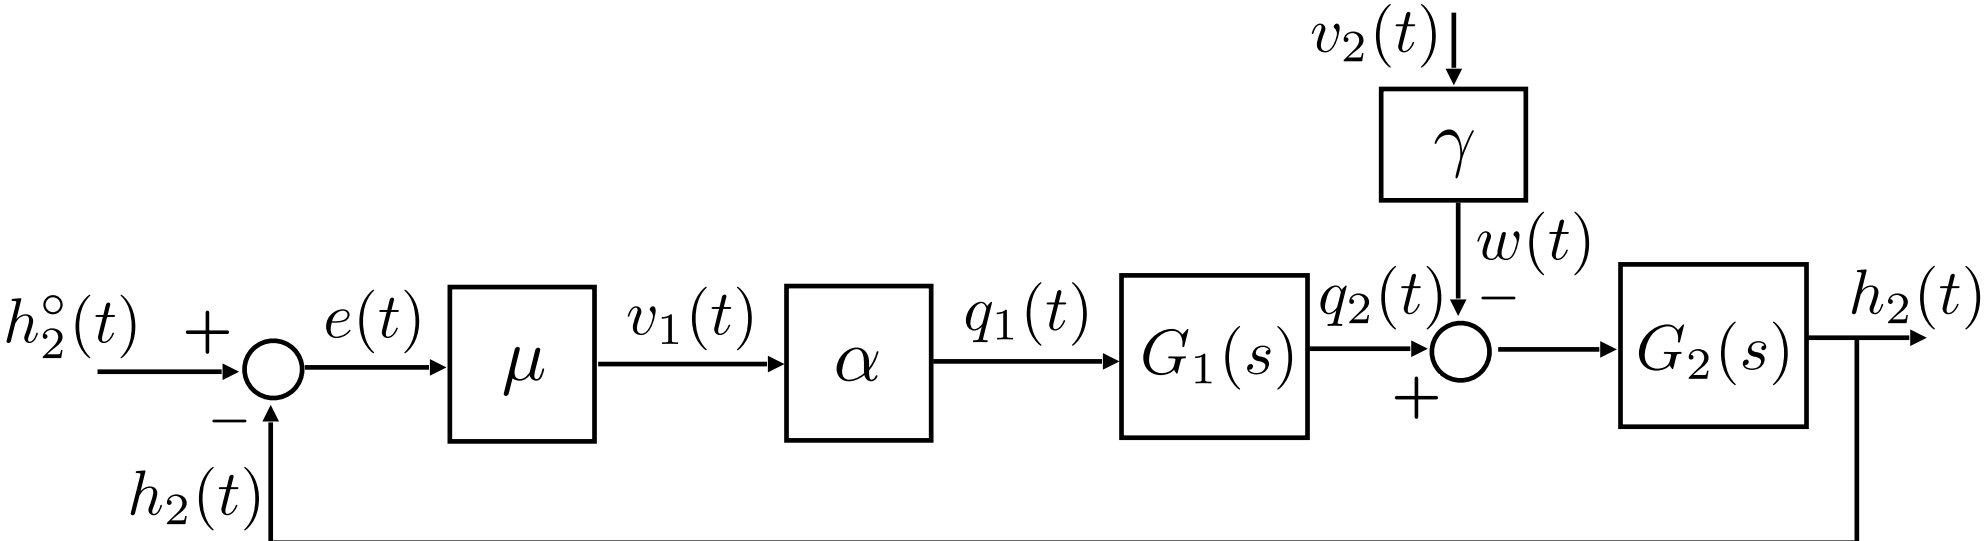 v₂(t)
γ
w(t)
−
h₂°(t)
+
e(t)
μ
v₁(t)
α
q₁(t)
G₁(s)
q₂(t)
+
G₂(s)
h₂(t)
−
h₂(t)